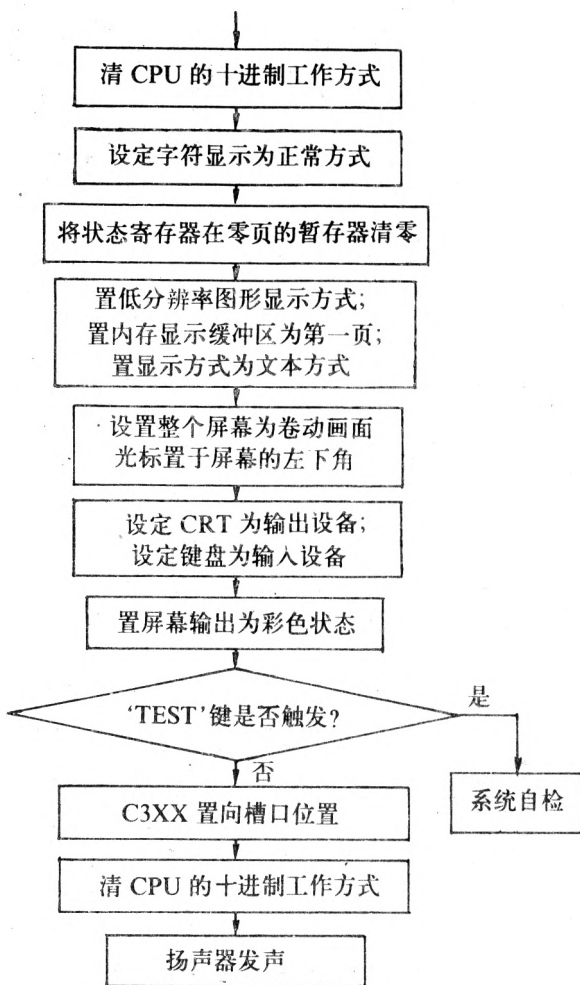 清 CPU 的十进制工作方式
设定字符显示为正常方式
将状态寄存器在零页的暂存器清零
置低分辨率图形显示方式;
置内存显示缓冲区为第一页;
置显示方式为文本方式
设置整个屏幕为卷动画面
光标置于屏幕的左下角
设定 CRT 为输出设备;
设定键盘为输入设备
置屏幕输出为彩色状态
‘TEST’键是否触发?
是
否
系统自检
C3XX 置向槽口位置
清 CPU 的十进制工作方式
扬声器发声